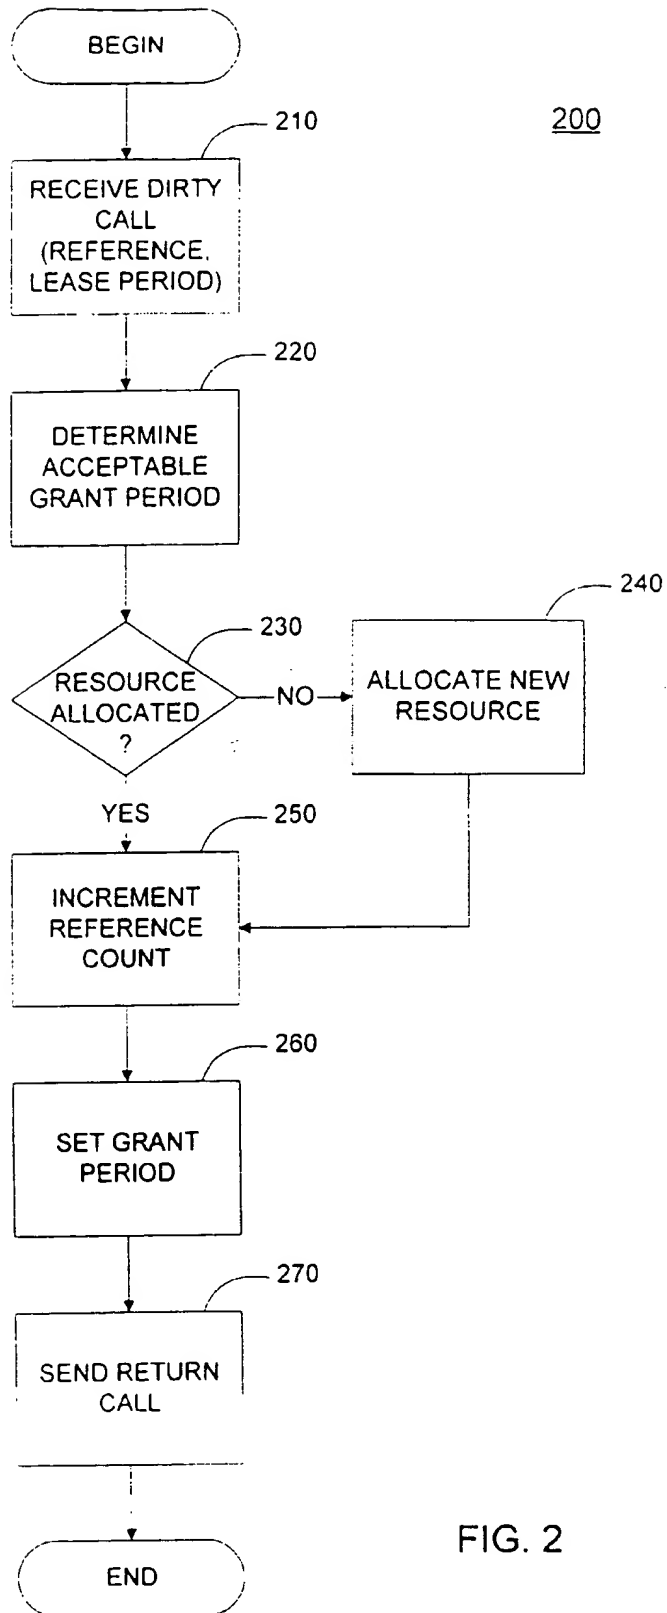 BEGIN
210
200
RECEIVE DIRTY
CALL
(REFERENCE,
LEASE PERIOD)
220
DETERMINE
ACCEPTABLE
GRANT PERIOD
230
RESOURCE
ALLOCATED
?
NO
240
ALLOCATE NEW
RESOURCE
YES
250
INCREMENT
REFERENCE
COUNT
260
SET GRANT
PERIOD
270
SEND RETURN
CALL
END
FIG. 2